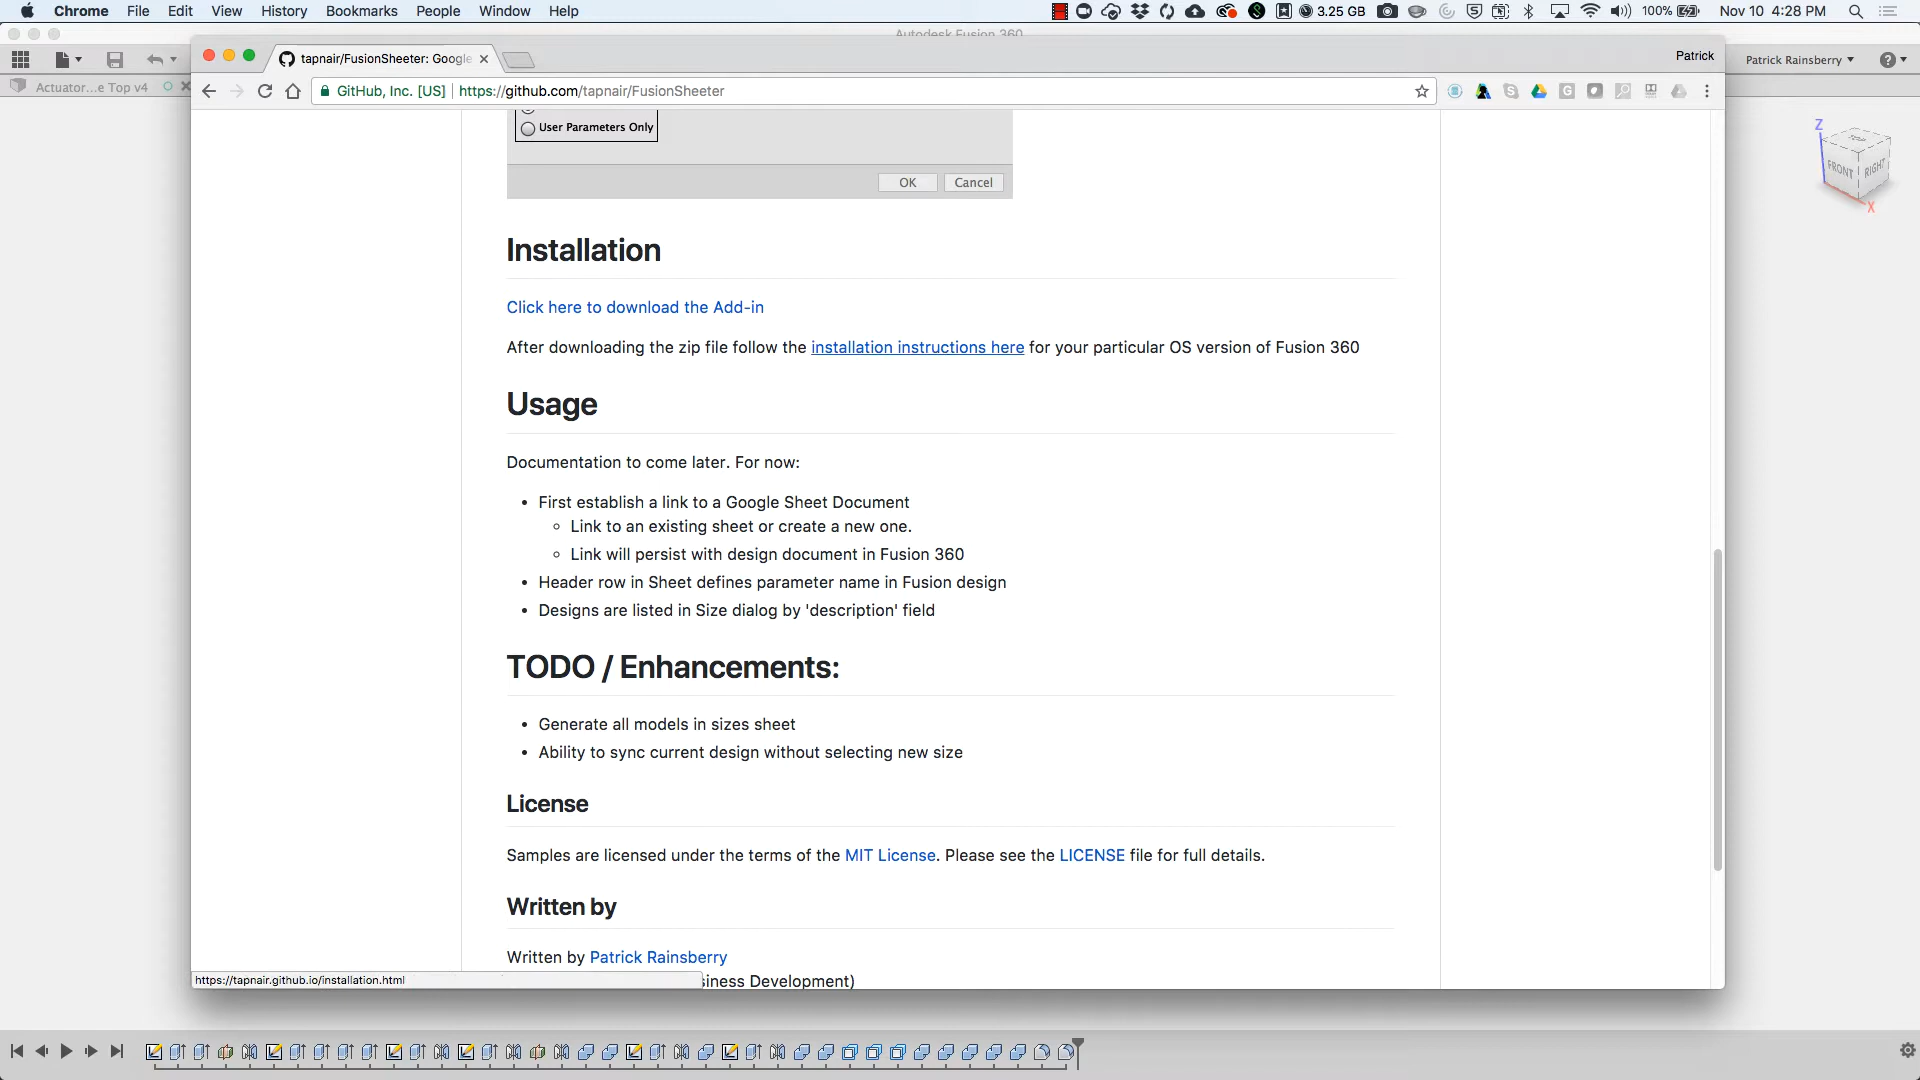 Chrome File Edit View History Bookmarks People Window Help
3.25 GB 100% Nov 10 4:28 PM
Autodesk Fusion 360
tapnair/FusionSheeter: Google
Patrick
Patrick Rainsberry
Actuator...e Top v4
GitHub, Inc. [US] https://github.com/tapnair/FusionSheeter
Z
FRONT RIGHT
X
User Parameters Only
OK Cancel
Installation
Click here to download the Add-in
After downloading the zip file follow the installation instructions here for your particular OS version of Fusion 360
Usage
Documentation to come later. For now:
• First establish a link to a Google Sheet Document
◦ Link to an existing sheet or create a new one.
◦ Link will persist with design document in Fusion 360
• Header row in Sheet defines parameter name in Fusion design
• Designs are listed in Size dialog by 'description' field
TODO / Enhancements:
• Generate all models in sizes sheet
• Ability to sync current design without selecting new size
License
Samples are licensed under the terms of the MIT License. Please see the LICENSE file for full details.
Written by
Written by Patrick Rainsberry
siness Development)
https://tapnair.github.io/installation.html